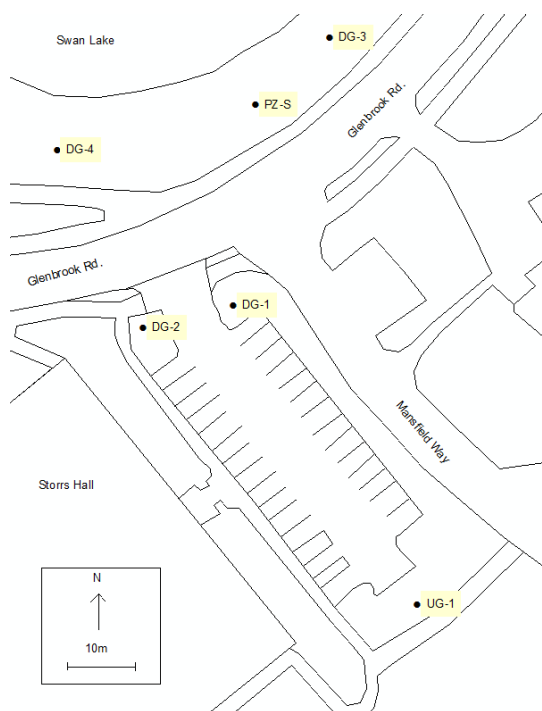 Swan Lake
DG-3
PZ-S
Glenbrook Rd.
DG-4
Glenbrook Rd.
DG-1
DG-2
Mansfield Way
Storrs Hall
N
10m
UG-1